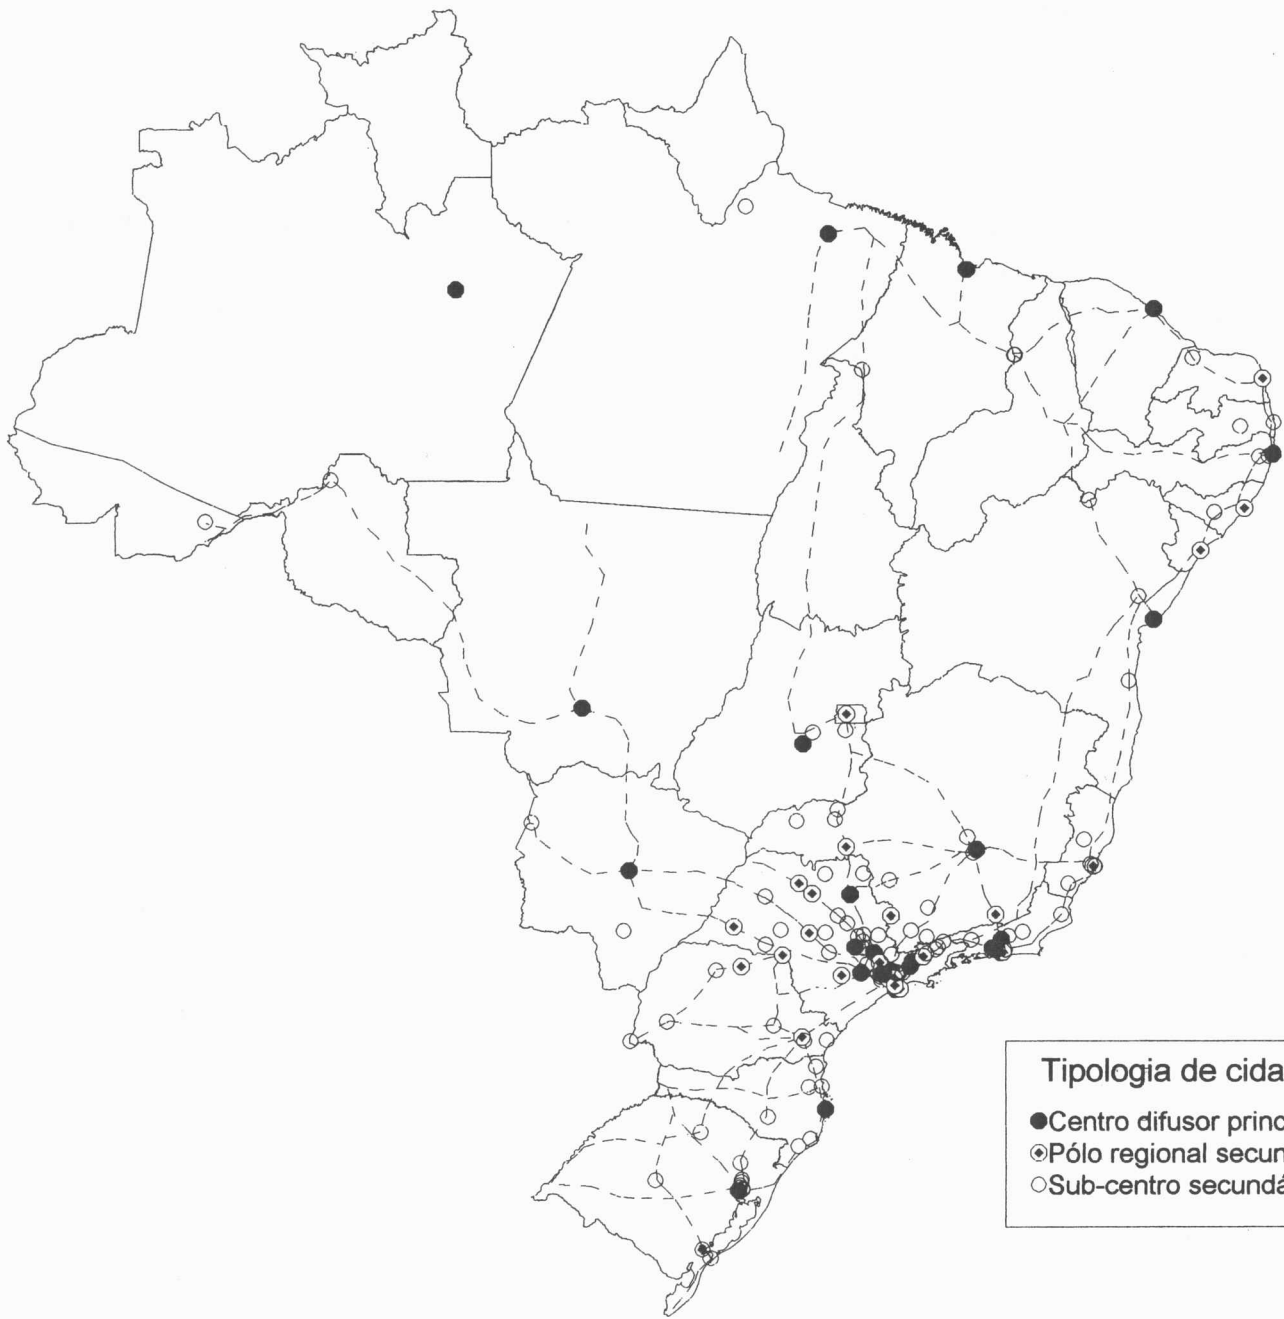 Tipologia de cida
Centro difusor princ
Pólo regional secun
Sub-centro secundá